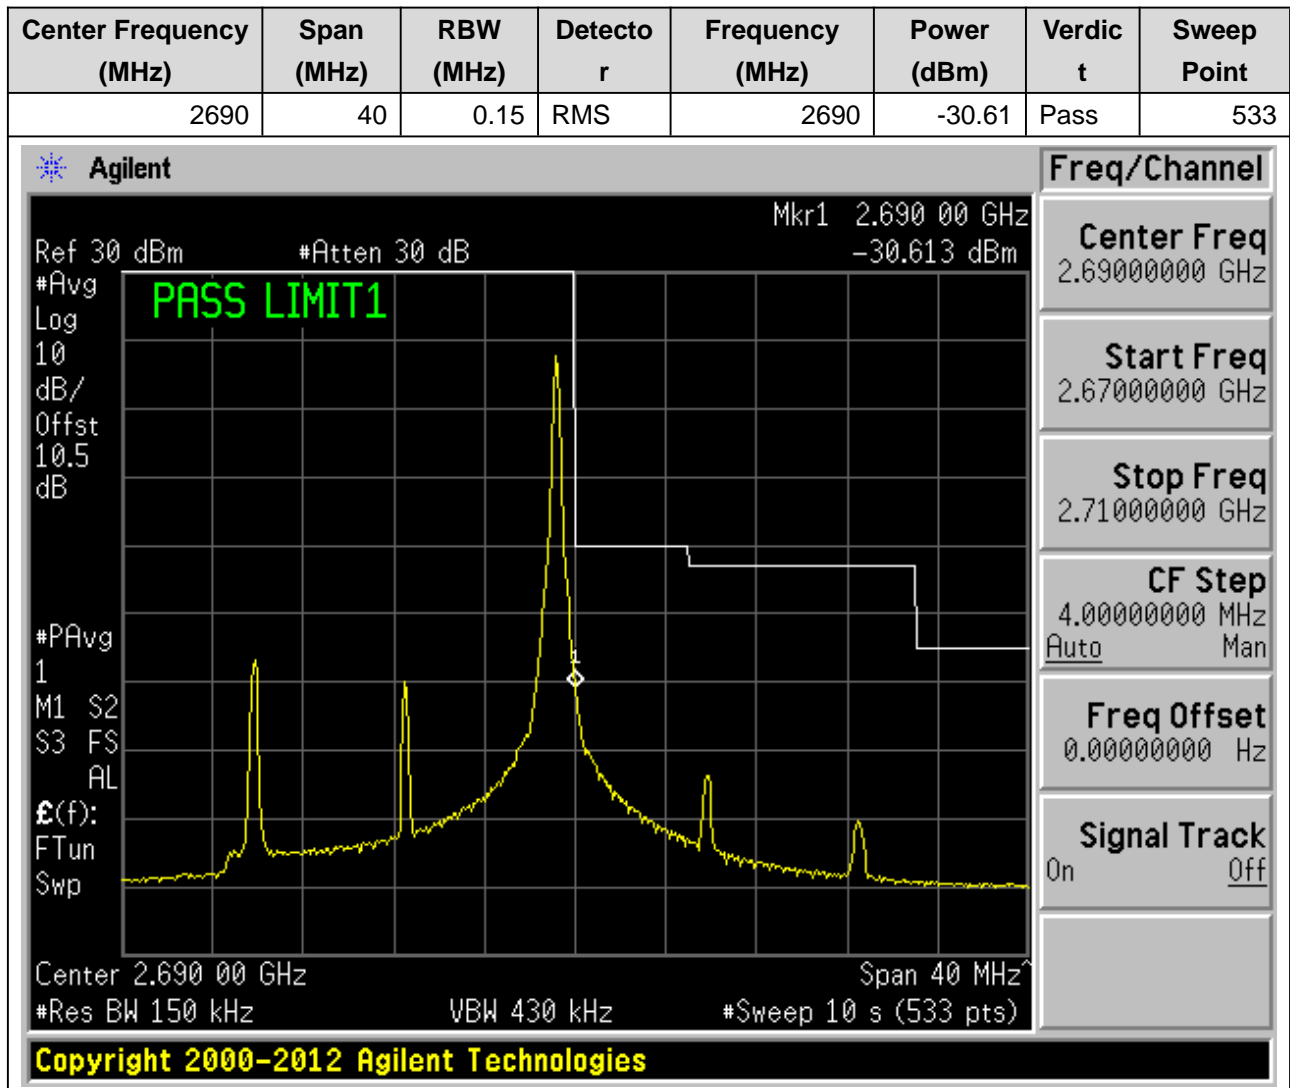 Center Frequency (MHz) Span (MHz) RBW (MHz) Detecto r Frequency (MHz) Power (dBm) Verdic t Sweep Point
2690 40 0.15 RMS 2690 -30.61 Pass 533
Agilent
Freq/Channel
Mkr1 2.690 00 GHz
Ref 30 dBm #Atten 30 dB -30.613 dBm
#Avg
Log
10
dB/
Offst
10.5
dB
PASS LIMIT1
#PAvg
1
M1 S2
S3 FS
AL
£(f):
FTun
Swp
1
Center 2.690 00 GHz Span 40 MHz^
#Res BW 150 kHz VBW 430 kHz #Sweep 10 s (533 pts)
Center Freq
2.69000000 GHz
Start Freq
2.67000000 GHz
Stop Freq
2.71000000 GHz
CF Step
4.00000000 MHz
Auto Man
Freq Offset
0.00000000 Hz
Signal Track
On Off
Copyright 2000-2012 Agilent Technologies